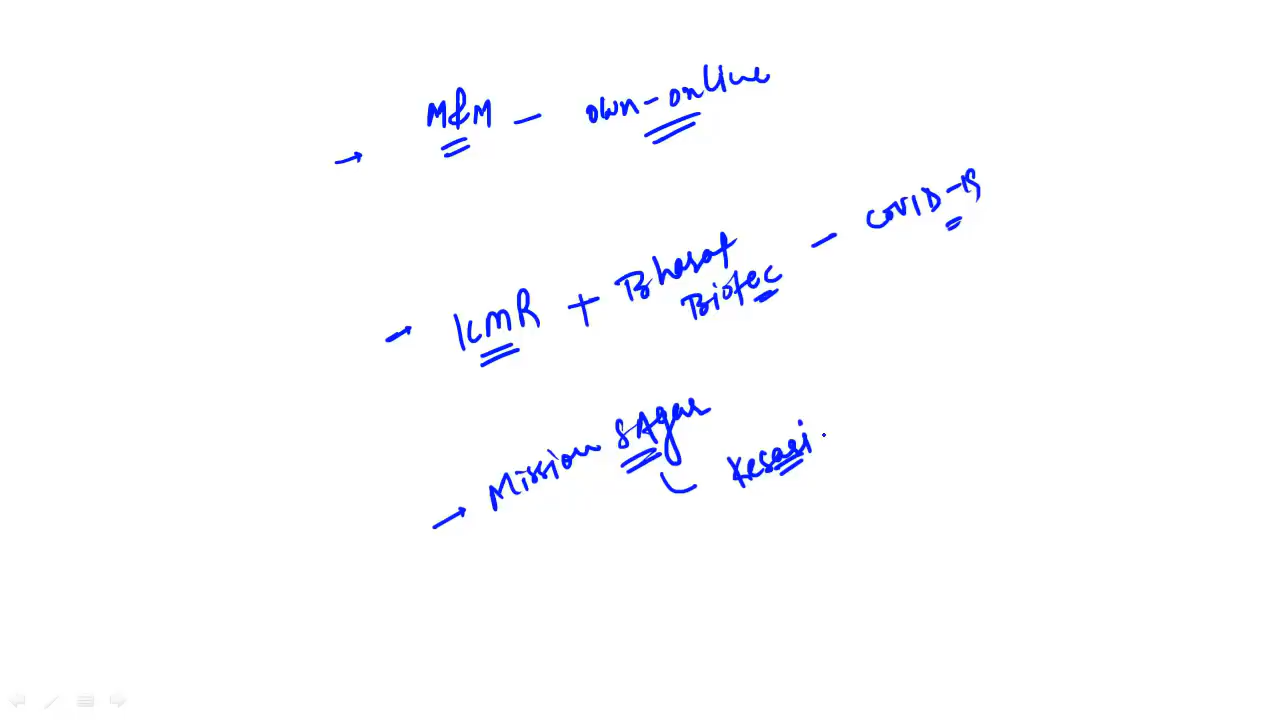 → M&M - own-online
→ ICMR + Bharat Biotec - COVID-19
→ Mission SAgar
Kesari